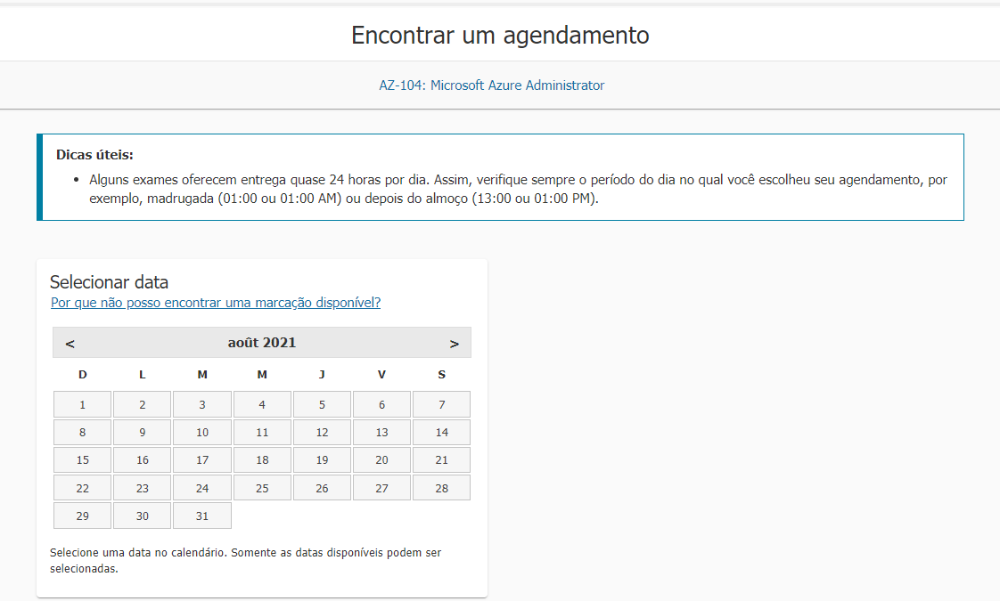 Encontrar um agendamento
AZ-104: Microsoft Azure Administrator
Dicas úteis:
• Alguns exames oferecem entrega quase 24 horas por dia. Assim, verifique sempre o período do dia no qual você escolheu seu agendamento, por
exemplo, madrugada (01:00 ou 01:00 AM) ou depois do almoço (13:00 ou 01:00 PM).
Selecionar data
Por que não posso encontrar uma marcação disponível?
< août 2021 >
D L M M J V S
1 2 3 4 5 6 7
8 9 10 11 12 13 14
15 16 17 18 19 20 21
22 23 24 25 26 27 28
29 30 31
Selecione uma data no calendário. Somente as datas disponíveis podem ser
selecionadas.